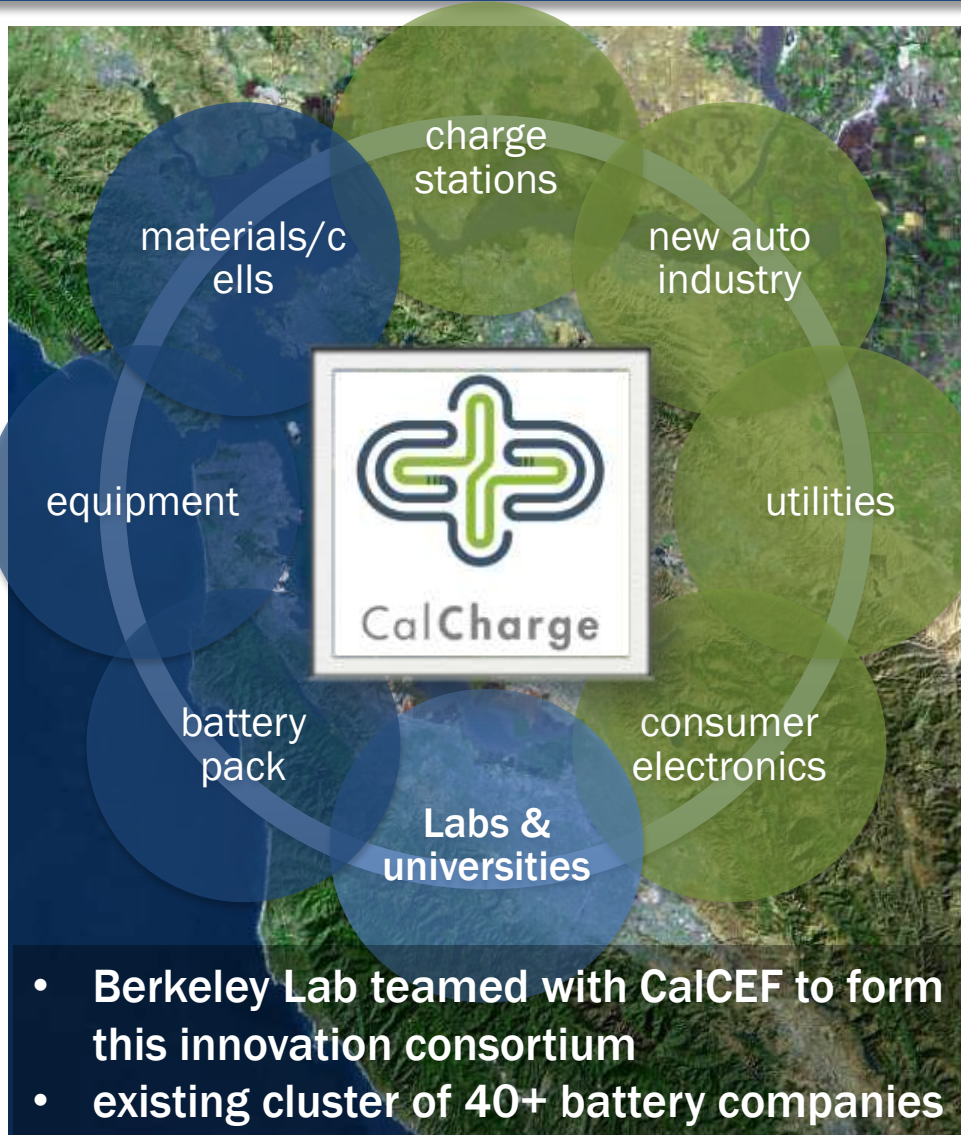 charge
stations
materials/c
ells
new auto
industry
equipment
utilities
CalCharge
battery
pack
consumer
electronics
Labs &
universities
• Berkeley Lab teamed with CalCEF to form
this innovation consortium
• existing cluster of 40+ battery companies